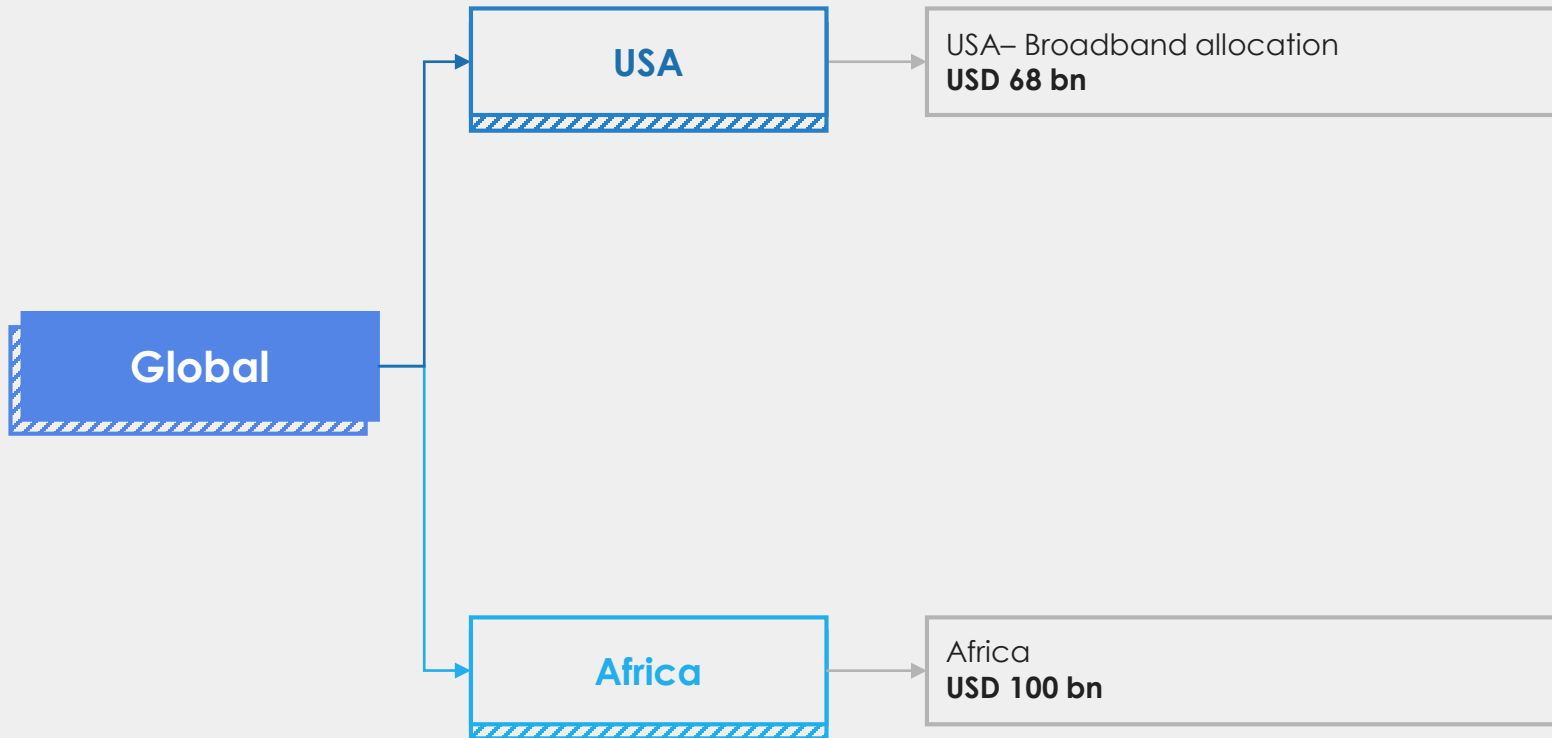 USA
USA– Broadband allocation
USD 68 bn
Global
Africa
Africa
USD 100 bn